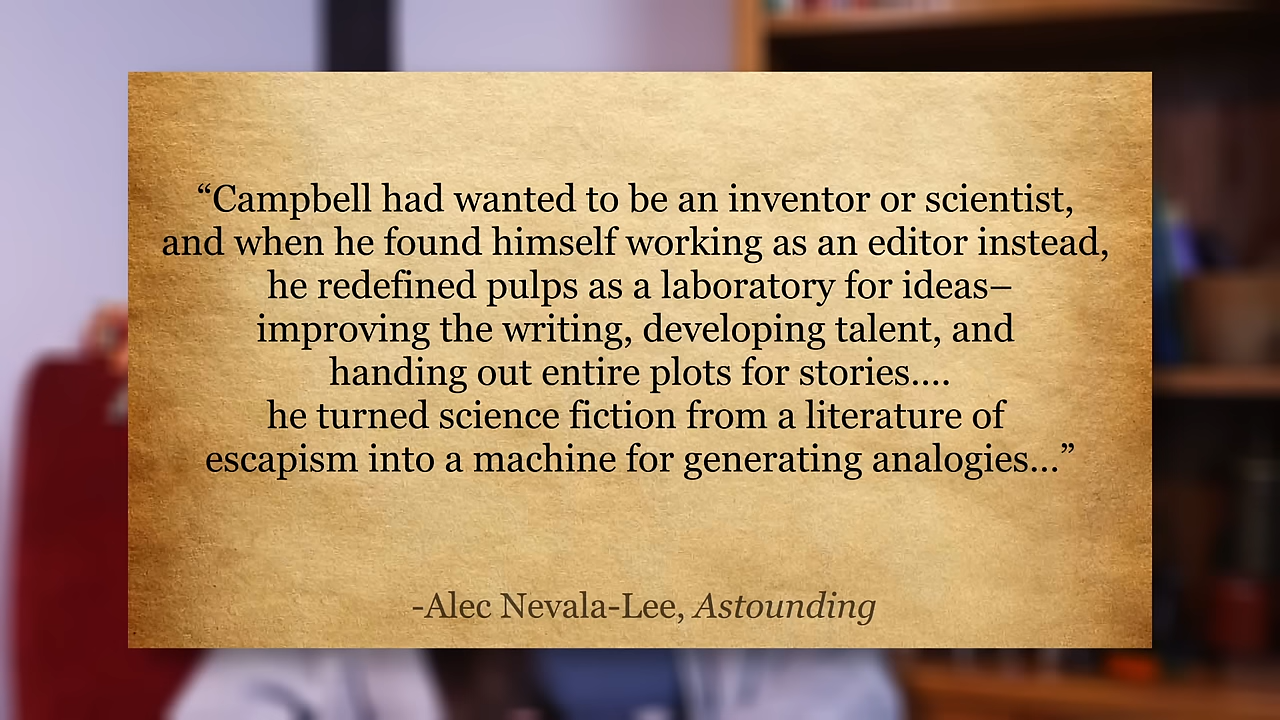 “Campbell had wanted to be an inventor or scientist,
and when he found himself working as an editor instead,
he redefined pulps as a laboratory for ideas–
improving the writing, developing talent, and
handing out entire plots for stories....
he turned science fiction from a literature of
escapism into a machine for generating analogies...”
-Alec Nevala-Lee, Astounding